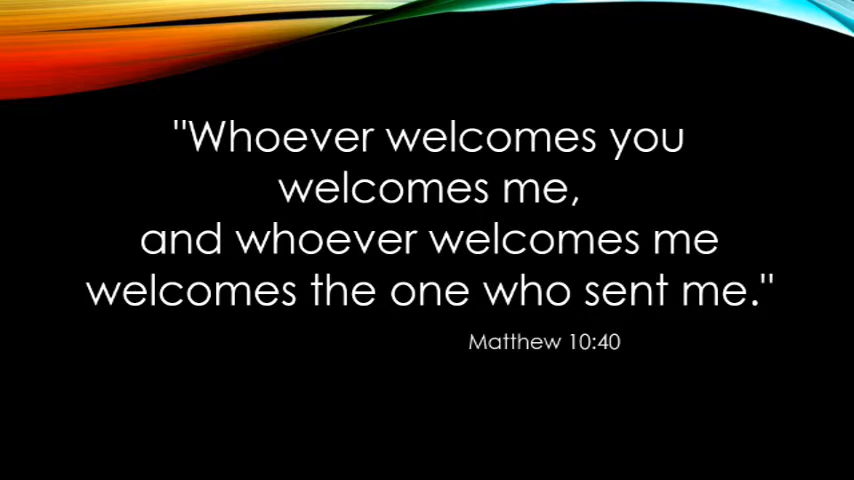 "Whoever welcomes you
welcomes me,
and whoever welcomes me
welcomes the one who sent me."
Matthew 10:40